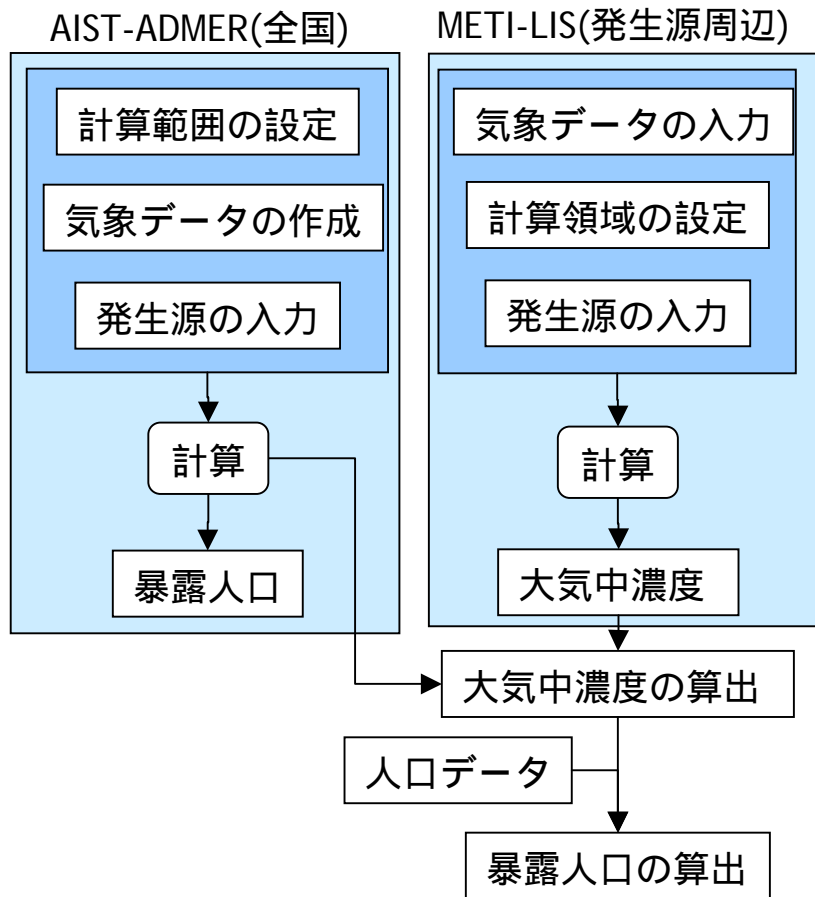 AIST-ADMER(全国)
計算範囲の設定
気象データの作成
発生源の入力
計算
暴露人口
METI-LIS(発生源周辺)
気象データの入力
計算領域の設定
発生源の入力
計算
大気中濃度
大気中濃度の算出
人口データ
暴露人口の算出